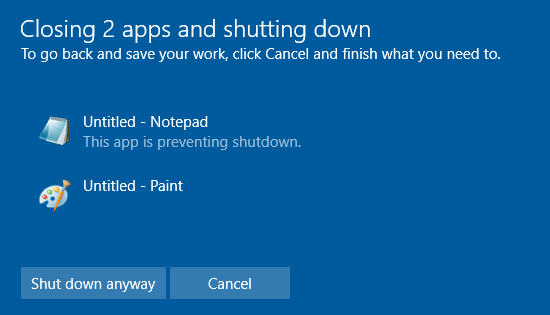 Closing 2 apps and shutting down
To go back and save your work, click Cancel and finish what you need to.
Untitled - Notepad
This app is preventing shutdown.
Untitled - Paint
Shut down anyway
Cancel